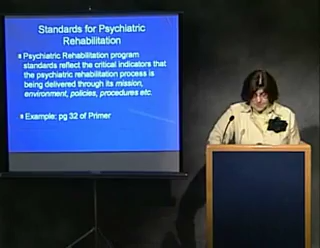 Standards for Psychiatric
Rehabilitation
Psychiatric Rehabilitation program
standards reflect the critical indicators that
the psychiatric rehabilitation process is
being delivered through its mission,
environment, policies, procedures etc.
Example: pg 32 of Primer